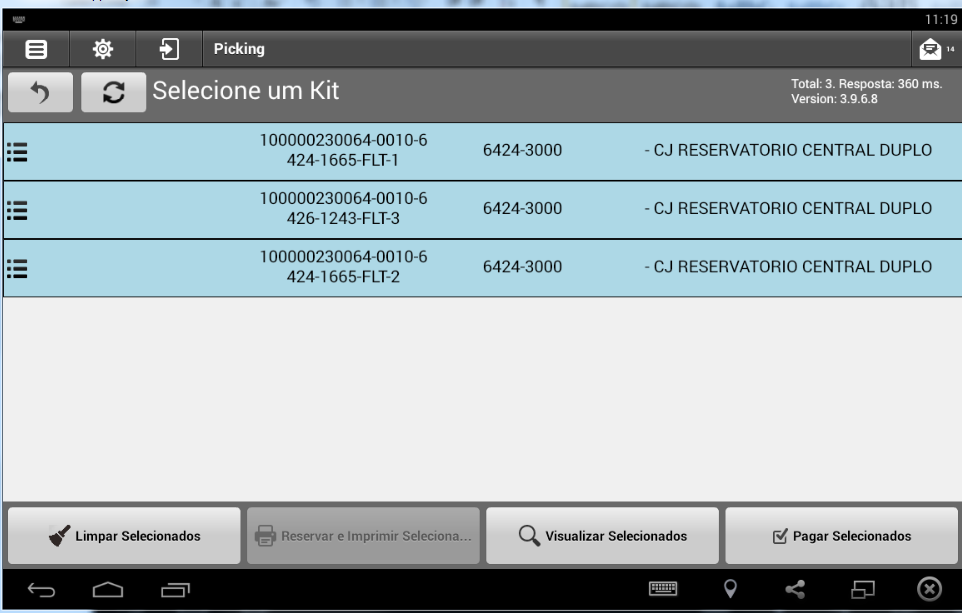 11:19
Picking
14
Selecione um Kit
Total: 3. Resposta: 360 ms.
Version: 3.9.6.8
100000230064-0010-6
424-1665-FLT-1
6424-3000
- CJ RESERVATORIO CENTRAL DUPLO
100000230064-0010-6
426-1243-FLT-3
6424-3000
- CJ RESERVATORIO CENTRAL DUPLO
100000230064-0010-6
424-1665-FLT-2
6424-3000
- CJ RESERVATORIO CENTRAL DUPLO
Limpar Selecionados
Reservar e Imprimir Seleciona...
Visualizar Selecionados
Pagar Selecionados